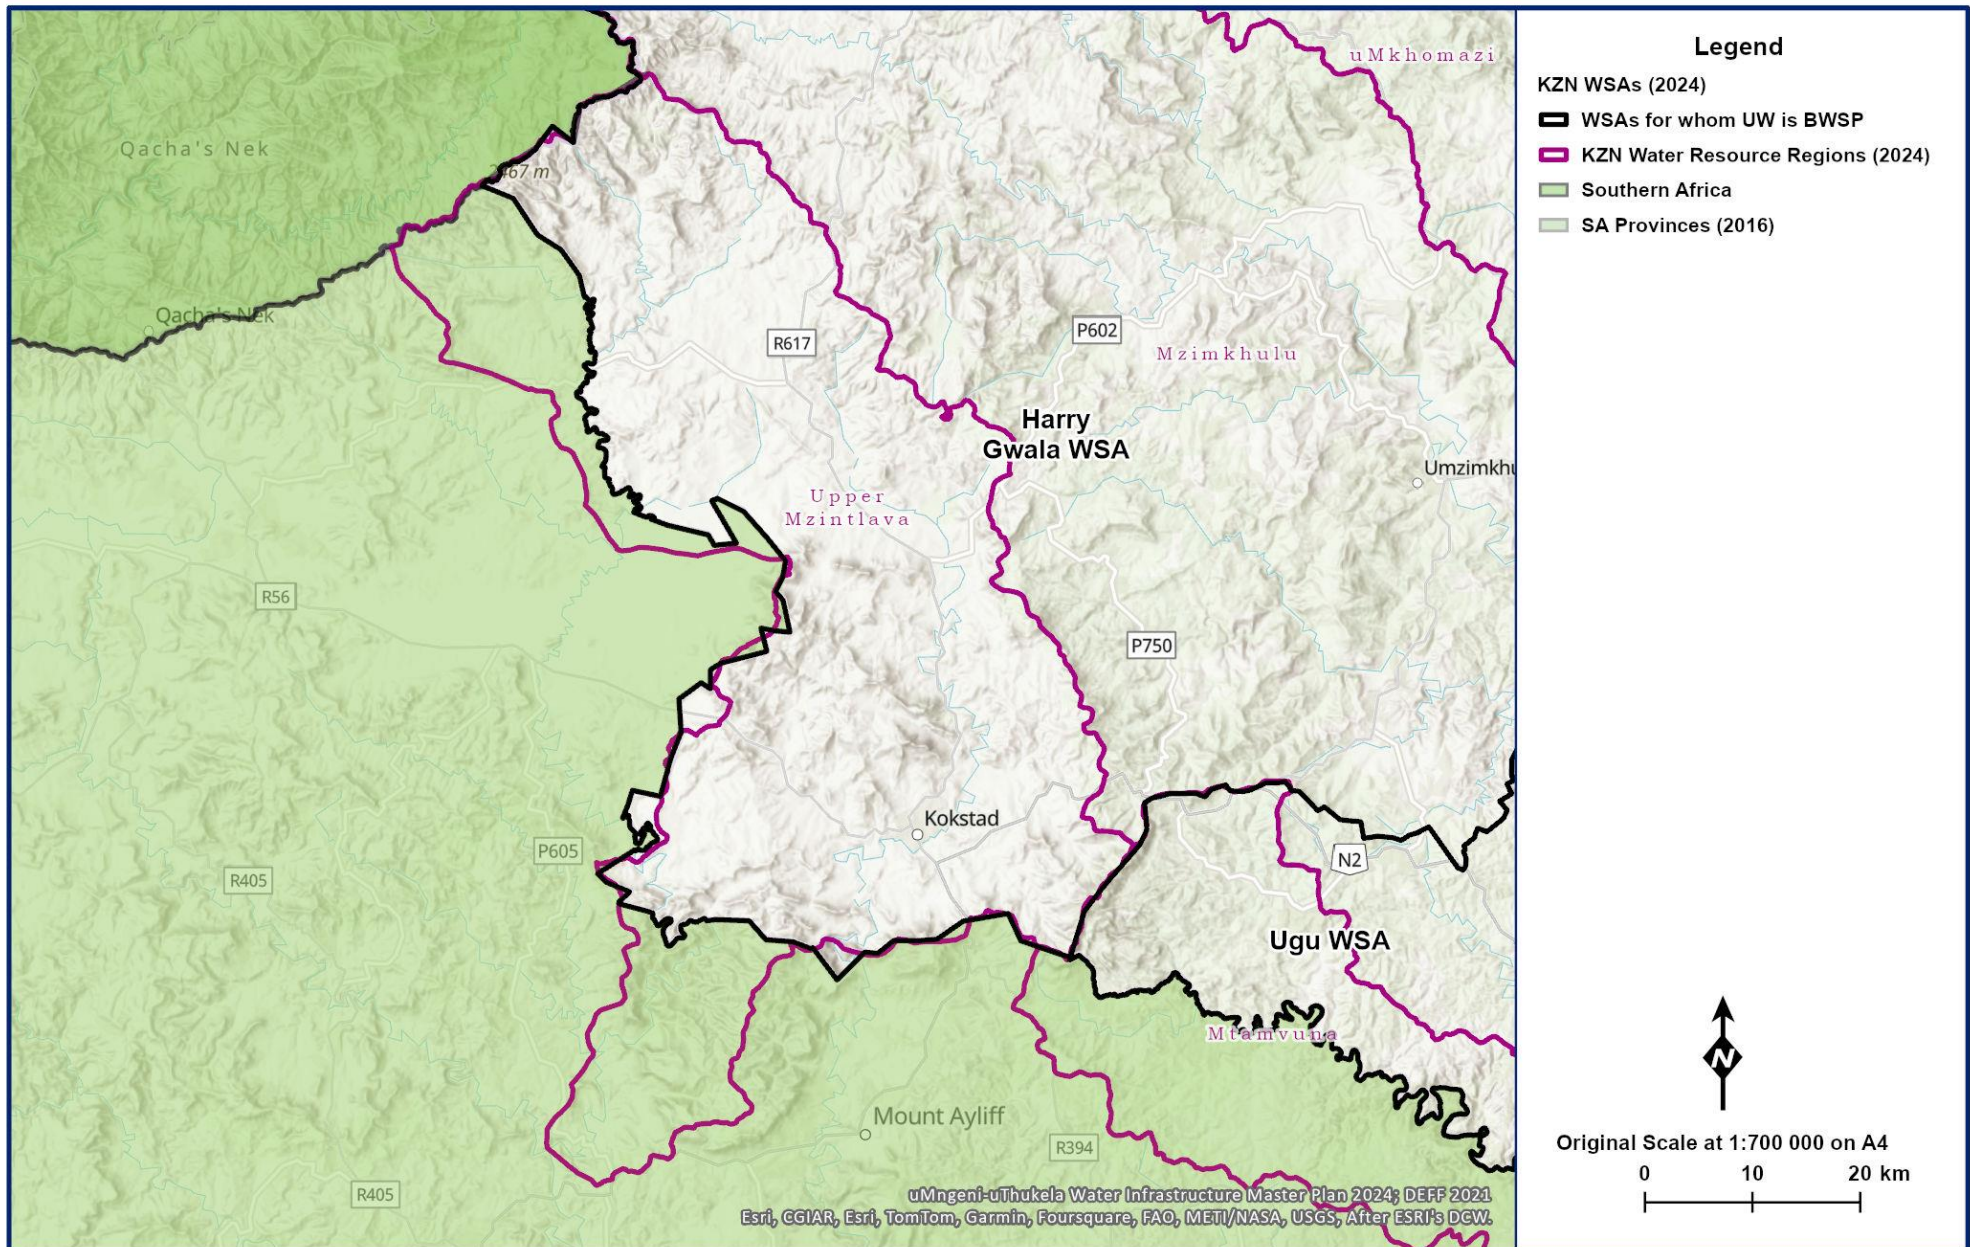 uMkhomazi
Qacha's Nek
2467 m
Qacha's Nek
P602
R617
Mzimkhulu
Harry
Gwala WSA
Umzimkhu
Upper
Mzintlava
R56
P750
Kokstad
P605
N2
R405
Ugu WSA
Mtamvuna
Mount Ayliff
R394
R405
uMngeni-uThukela Water Infrastructure Master Plan 2024; DEFF 2021
Esri, CGIAR, Esri, TomTom, Garmin, Foursquare, FAO, METI/NASA, USGS, After ESRI's DCW.
Legend
KZN WSAs (2024)
WSAs for whom UW is BWSP
KZN Water Resource Regions (2024)
Southern Africa
SA Provinces (2016)
N
Original Scale at 1:700 000 on A4
0 10 20 km